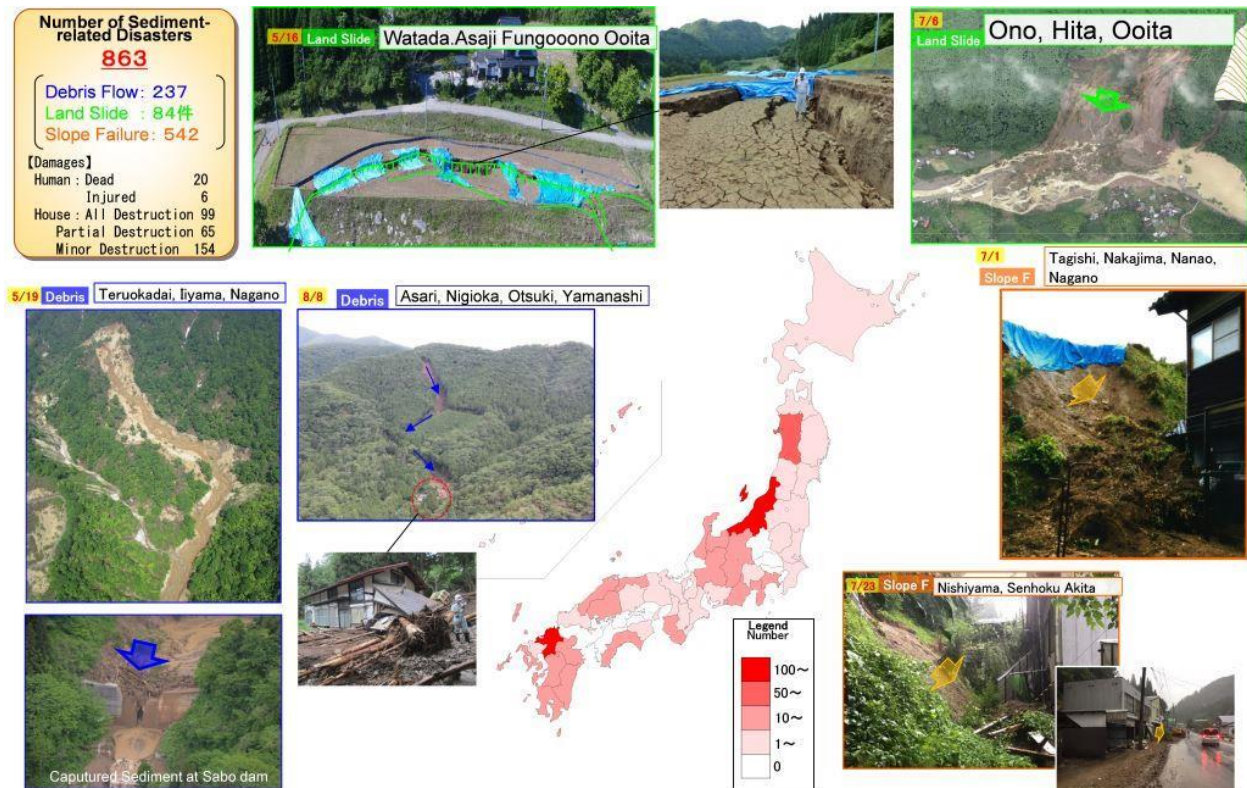 Number of Sediment-
related Disasters
863
Debris Flow: 237
Land Slide : 84件
Slope Failure: 542
【Damages】
Human : Dead 20
Injured 6
House : All Destruction 99
Partial Destruction 65
Minor Destruction 154
5/16 Land Slide Watada.Asaji Fungooono Ooita
7/6
Land Slide Ono, Hita, Ooita
5/19 Debris Teruokadai, Iiyama, Nagano
8/8 Debris Asari, Nigioka, Otsuki, Yamanashi
7/1
Slope F
Tagishi, Nakajima, Nanao,
Nagano
7/23 Slope F Nishiyama, Senhoku Akita
Legend
Number
100～
50～
10～
1～
0
Caputured Sediment at Sabo dam